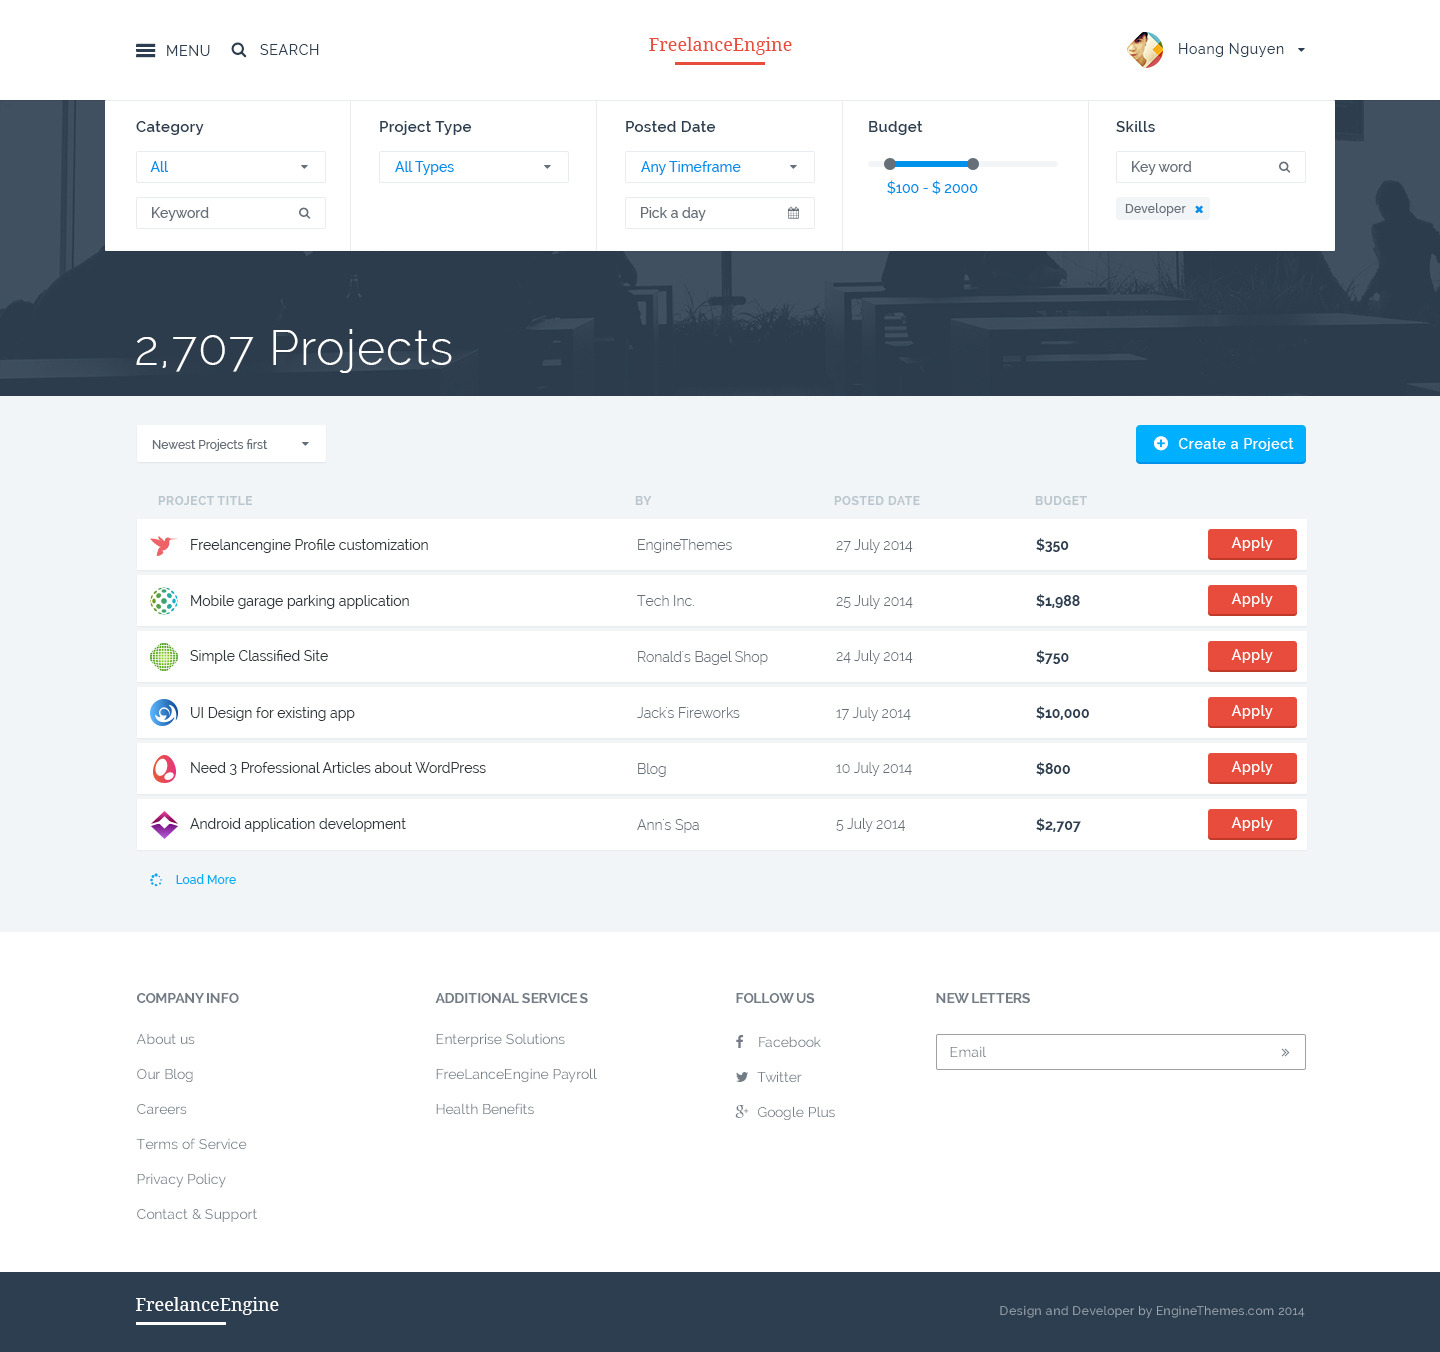 MENU SEARCH FreelanceEngine Hoang Nguyen
Category Project Type Posted Date Budget Skills
All All Types Any Timeframe Key word
$100 - $ 2000
Keyword Pick a day Developer
2,707 Projects
Newest Projects first Create a Project
PROJECT TITLE BY POSTED DATE BUDGET
Freelancengine Profile customization EngineThemes 27 July 2014 $350 Apply
Mobile garage parking application Tech Inc. 25 July 2014 $1,988 Apply
Simple Classified Site Ronald's Bagel Shop 24 July 2014 $750 Apply
UI Design for existing app Jack's Fireworks 17 July 2014 $10,000 Apply
Need 3 Professional Articles about WordPress Blog 10 July 2014 $800 Apply
Android application development Ann's Spa 5 July 2014 $2,707 Apply
Load More
COMPANY INFO
About us
Our Blog
Careers
Terms of Service
Privacy Policy
Contact & Support
ADDITIONAL SERVICES
Enterprise Solutions
FreeLanceEngine Payroll
Health Benefits
FOLLOW US
Facebook
Twitter
Google Plus
NEW LETTERS
Email »
FreelanceEngine Design and Developer by EngineThemes.com 2014